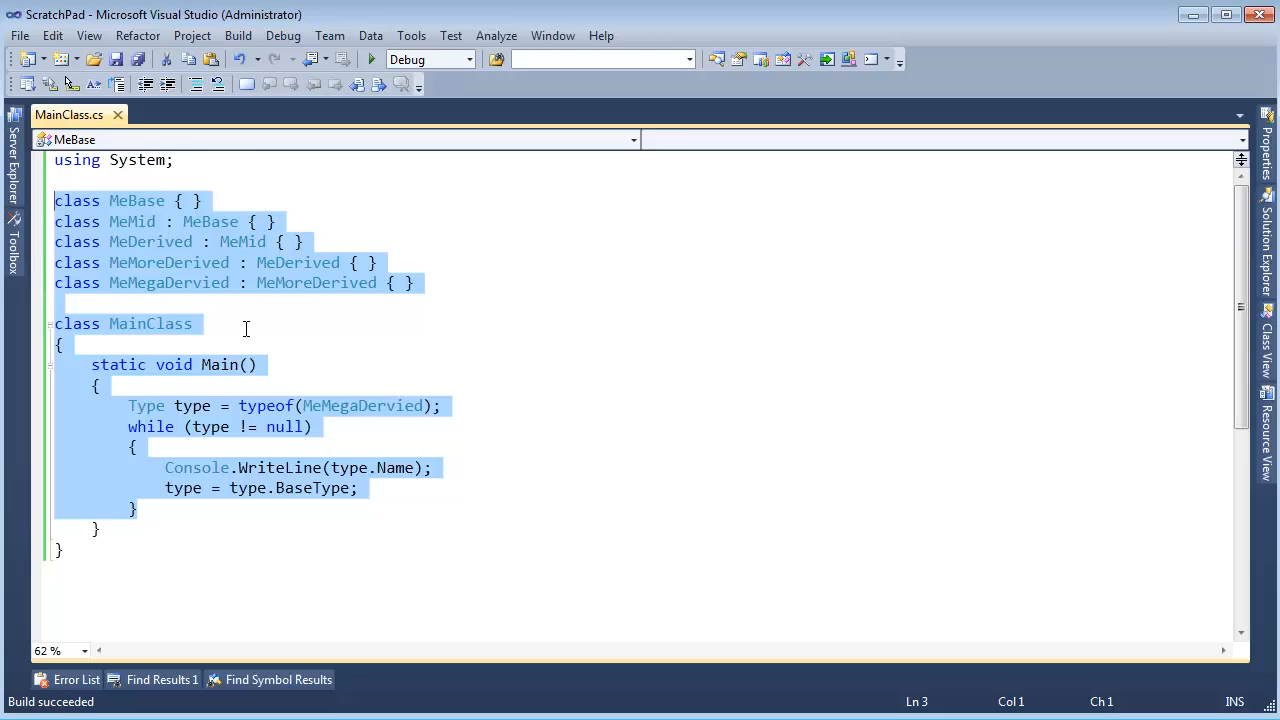 ScratchPad - Microsoft Visual Studio (Administrator)
File Edit View Refactor Project Build Debug Team Data Tools Test Analyze Window Help
Debug
MainClass.cs
MeBase
using System;
class MeBase { }
class MeMid : MeBase { }
class MeDerived : MeMid { }
class MeMoreDerived : MeDerived { }
class MeMegaDervied : MeMoreDerived { }
class MainClass
{
static void Main()
{
Type type = typeof(MeMegaDervied);
while (type != null)
{
Console.WriteLine(type.Name);
type = type.BaseType;
}
}
}
62 %
Server Explorer
Toolbox
Properties
Solution Explorer
Class View
Resource View
Error List Find Results 1 Find Symbol Results
Build succeeded Ln 3 Col 1 Ch 1 INS